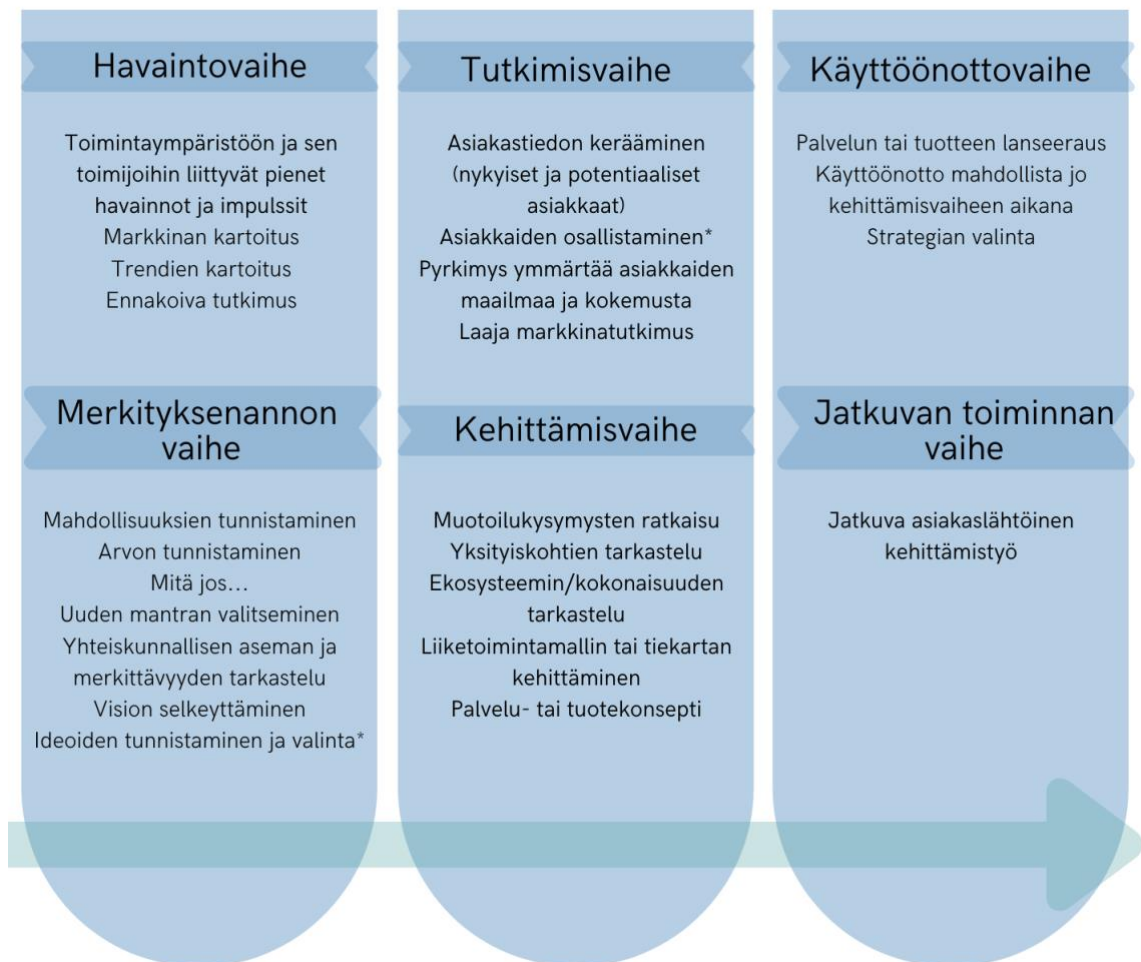 Havaintovaihe
Toimintaympäristöön ja sen
toimijoihin liittyvät pienet
havainnot ja impulssit
Markkinan kartoitus
Trendien kartoitus
Ennakoiva tutkimus
Merkityksenannon
vaihe
Mahdollisuuksien tunnistaminen
Arvon tunnistaminen
Mitä jos...
Uuden mantran valitseminen
Yhteiskunnallisen aseman ja
merkittävyyden tarkastelu
Vision selkeyttäminen
Ideoiden tunnistaminen ja valinta*
Tutkimisvaihe
Asiakastiedon kerääminen
(nykyiset ja potentiaaliset
asiakkaat)
Asiakkaiden osallistaminen*
Pyrkimys ymmärtää asiakkaiden
maailmaa ja kokemusta
Laaja markkinatutkimus
Kehittämisvaihe
Muotoilukysymysten ratkaisu
Yksityiskohtien tarkastelu
Ekosysteemin/kokonaisuuden
tarkastelu
Liiketoimintamallin tai tiekartan
kehittäminen
Palvelu- tai tuotekonsepti
Käyttöönottovaihe
Palvelun tai tuotteen lanseeraus
Käyttöönotto mahdollista jo
kehittämisvaiheen aikana
Strategian valinta
Jatkuvan toiminnan
vaihe
Jatkuva asiakaslähtöinen
kehittämistyö